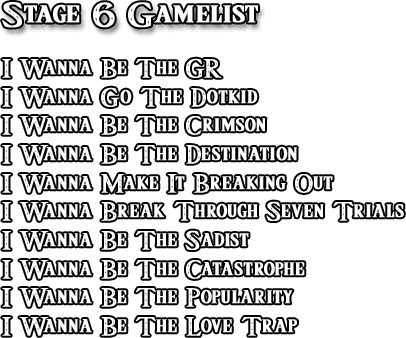 Stage 6 Gamelist
I Wanna Be The GR
I Wanna Go The Dotkid
I Wanna Be The Crimson
I Wanna Be The Destination
I Wanna Make It Breaking Out
I Wanna Break Through Seven Trials
I Wanna Be The Sadist
I Wanna Be The Catastrophe
I Wanna Be The Popularity
I Wanna Be The Love Trap